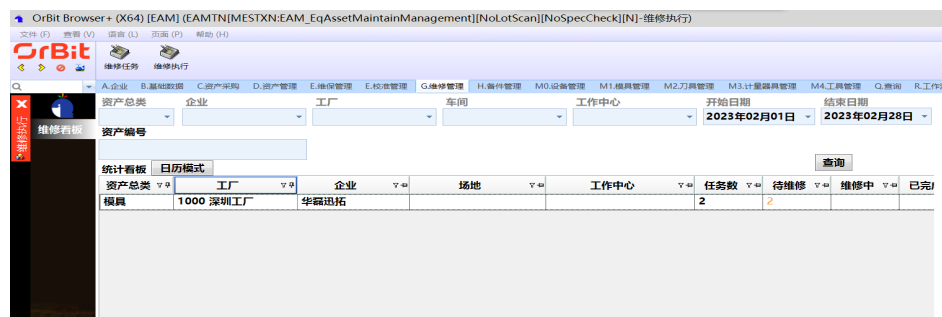 OrBit Browser+ (X64) [EAM] (EAMTN[MESTXN:EAM_EqAssetMaintainManagement][NoLotScan][NoSpecCheck][N]-维修执行)
文件 (F) 查看 (V) 语言 (L) 页面 (P) 帮助 (H)
OrBit
维修任务 维修执行
A.企业 B.基础数据 C.资产采购 D.资产管理 E.维保管理 F.校准管理 G.维修管理 H.备件管理 M0.设备管理 M1.模具管理 M2.刀具管理 M3.计量器具管理 M4.工具管理 Q.查询 R.工作
资产总类 企业 工厂 车间 工作中心 开始日期 结束日期
2023年02月01日 2023年02月28日
维修执行
维修看板
资产编号
查询
统计看板 日历模式
资产总类 工厂 企业 场地 工作中心 任务数 待维修 维修中 已完
模具 1000 深圳工厂 华磊迅拓 2 2